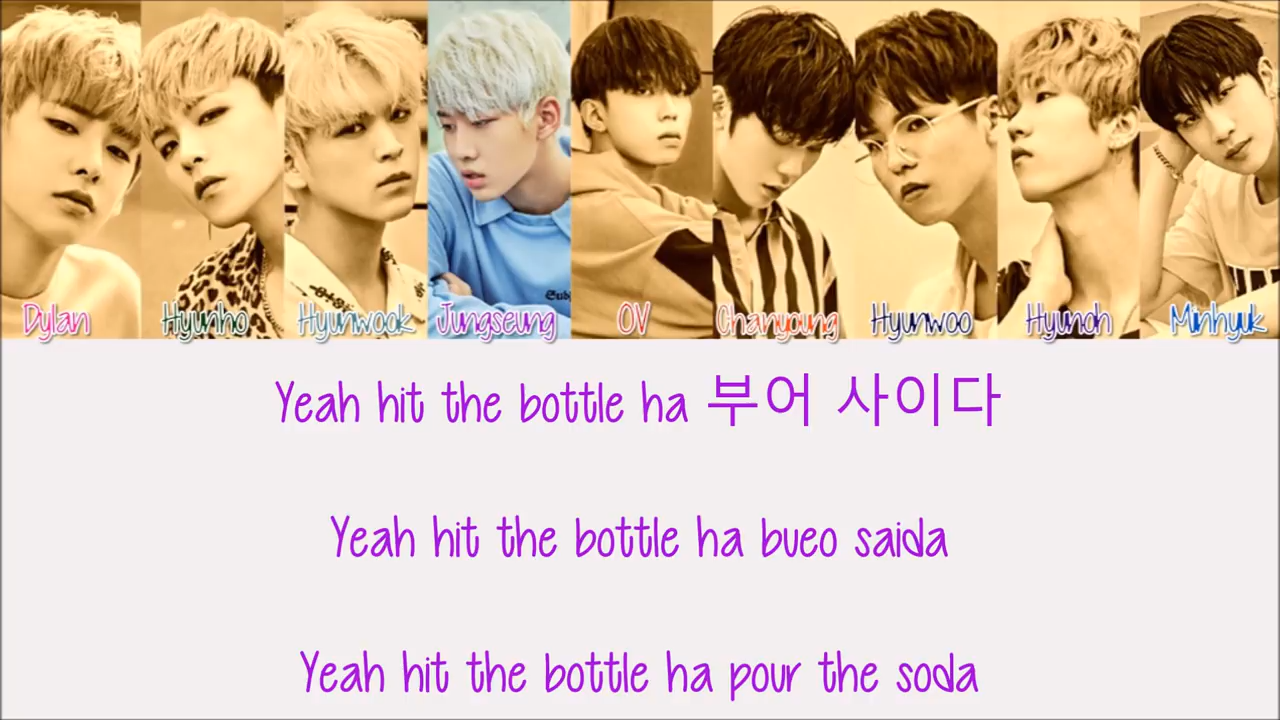 Dylan Hyunho Hyunwook Jungseung OV Chanyoung Hyunwoo Hyunoh Minhyuk
Yeah hit the bottle ha 부어 사이다
Yeah hit the bottle ha bueo saida
Yeah hit the bottle ha pour the soda